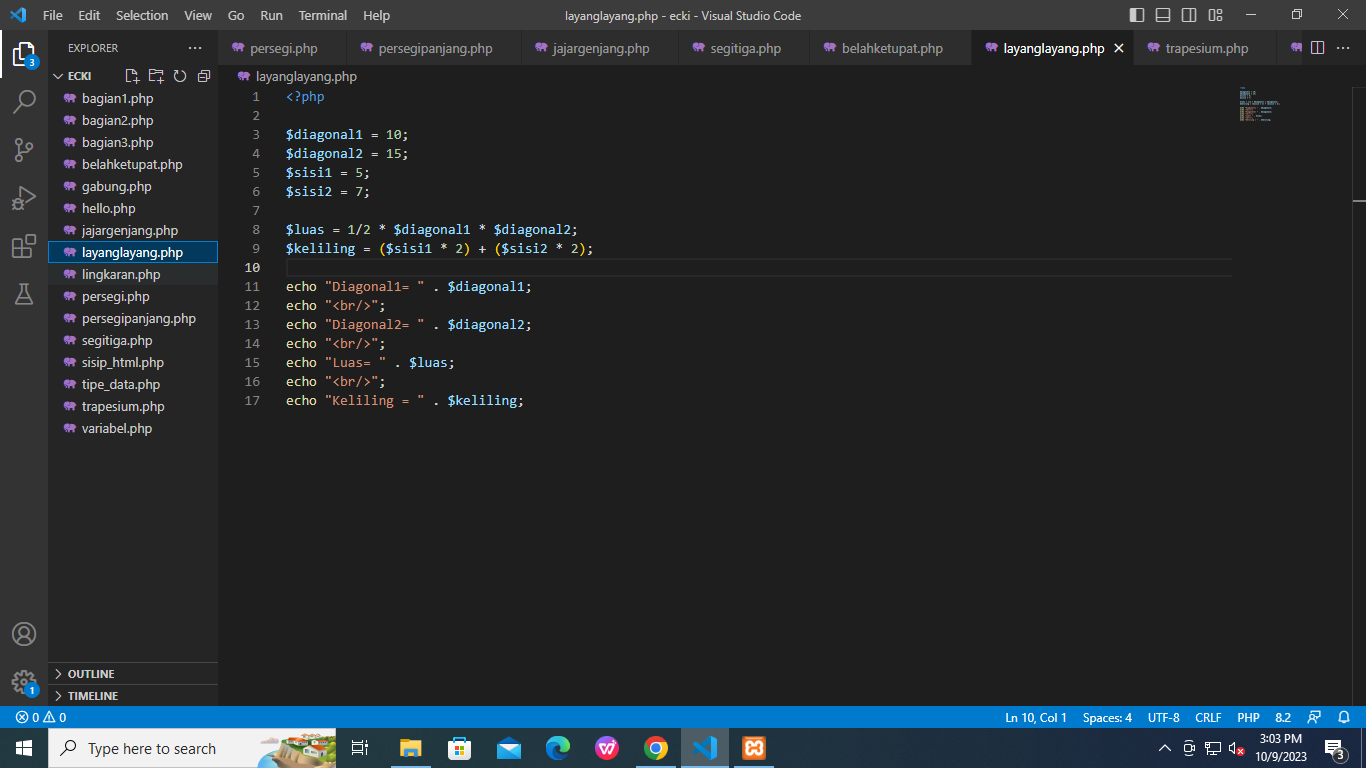 File Edit Selection View Go Run Terminal Help
layanglayang.php - ecki - Visual Studio Code
EXPLORER
3
ECKI
bagian1.php
bagian2.php
bagian3.php
belahketupat.php
gabung.php
hello.php
jajargenjang.php
layanglayang.php
lingkaran.php
persegi.php
persegipanjang.php
segitiga.php
sisip_html.php
tipe_data.php
trapesium.php
variabel.php
OUTLINE
TIMELINE
1
persegi.php persegipanjang.php jajargenjang.php segitiga.php belahketupat.php layanglayang.php trapesium.php
layanglayang.php
1 <?php
2
3 $diagonal1 = 10;
4 $diagonal2 = 15;
5 $sisi1 = 5;
6 $sisi2 = 7;
7
8 $luas = 1/2 * $diagonal1 * $diagonal2;
9 $keliling = ($sisi1 * 2) + ($sisi2 * 2);
10
11 echo "Diagonal1= " . $diagonal1;
12 echo "<br/>";
13 echo "Diagonal2= " . $diagonal2;
14 echo "<br/>";
15 echo "Luas= " . $luas;
16 echo "<br/>";
17 echo "Keliling = " . $keliling;
0 0 Ln 10, Col 1 Spaces: 4 UTF-8 CRLF PHP 8.2
Type here to search
3:03 PM
10/9/2023
3